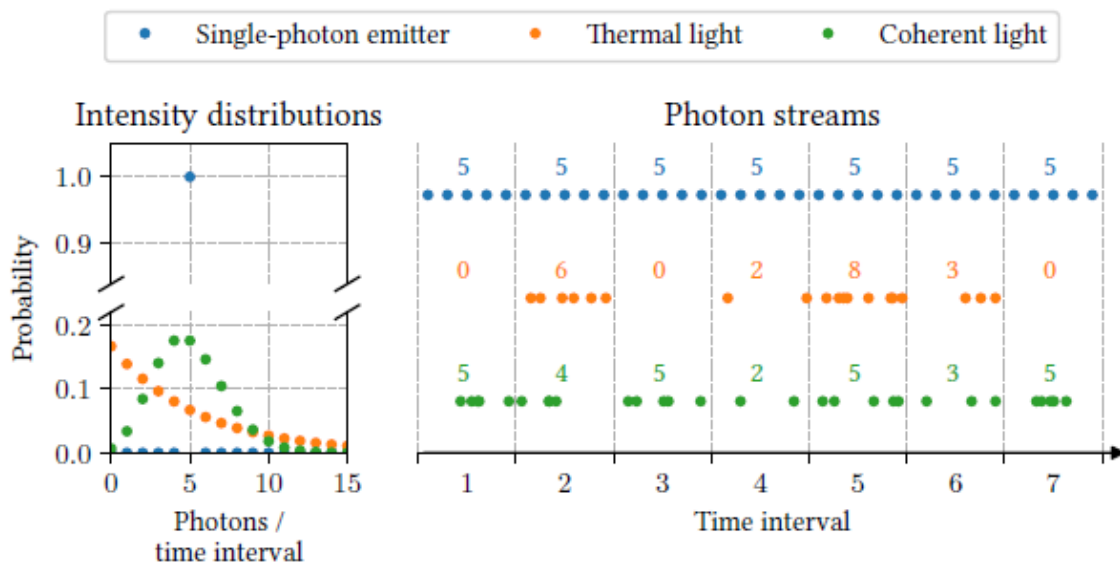 Single-photon emitter Thermal light Coherent light
Intensity distributions Photon streams
1.0
0.9
0.2
0.1
0.0
Probability
0 5 10 15
Photons /
time interval
5 5 5 5 5 5 5
0 6 0 2 8 3 0
5 4 5 2 5 3 5
1 2 3 4 5 6 7
Time interval